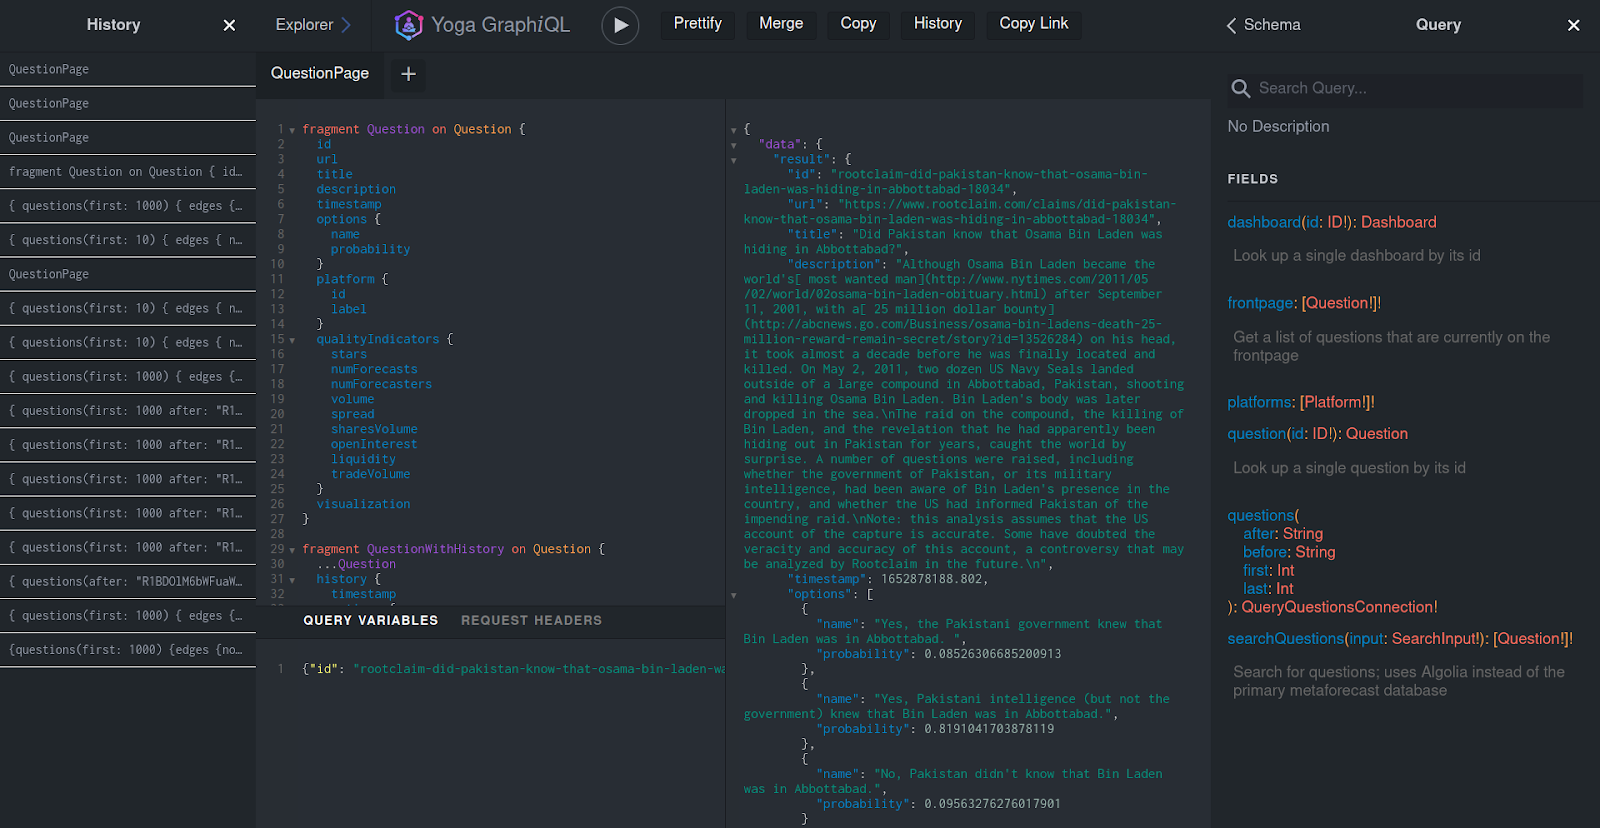 History
Explorer
Yoga GraphiQL
Prettify
Merge
Copy
History
Copy Link
Schema
Query
QuestionPage
QuestionPage
QuestionPage
fragment Question on Question { id…
{ questions(first: 1000) { edges {…
{ questions(first: 10) { edges { n…
QuestionPage
{ questions(first: 10) { edges { n…
{ questions(first: 10) { edges { n…
{ questions(first: 1000) { edges {…
{ questions(first: 1000 after: "R1…
{ questions(first: 1000 after: "R1…
{ questions(first: 1000 after: "R1…
{ questions(first: 1000 after: "R1…
{ questions(first: 1000 after: "R1…
{ questions(after: "R1BDOlM6bWFuaW…
{ questions(first: 1000) { edges {…
{questions(first: 1000) {edges {no…
QuestionPage
+
1 fragment Question on Question {
2 id
3 url
4 title
5 description
6 timestamp
7 options {
8 name
9 probability
10 }
11 platform {
12 id
13 label
14 }
15 qualityIndicators {
16 stars
17 numForecasts
18 numForecasters
19 volume
20 spread
21 sharesVolume
22 openInterest
23 liquidity
24 tradeVolume
25 }
26 visualization
27 }
28
29 fragment QuestionWithHistory on Question {
30 ...Question
31 history {
32 timestamp
QUERY VARIABLES
REQUEST HEADERS
1 {"id": "rootclaim-did-pakistan-know-that-osama-bin-laden-wa
{
"data": {
"result": {
"id": "rootclaim-did-pakistan-know-that-osama-bin-
laden-was-hiding-in-abbottabad-18034",
"url": "https://www.rootclaim.com/claims/did-pakistan-
know-that-osama-bin-laden-was-hiding-in-abbottabad-18034",
"title": "Did Pakistan know that Osama Bin Laden was
hiding in Abbottabad?",
"description": "Although Osama Bin Laden became the
world's[ most wanted man](http://www.nytimes.com/2011/05
/02/world/02osama-bin-laden-obituary.html) after September
11, 2001, with a[ 25 million dollar bounty]
(http://abcnews.go.com/Business/osama-bin-ladens-death-25-
million-reward-remain-secret/story?id=13526284) on his head,
it took almost a decade before he was finally located and
killed. On May 2, 2011, two dozen US Navy Seals landed
outside of a large compound in Abbottabad, Pakistan, shooting
and killing Osama Bin Laden. Bin Laden's body was later
dropped in the sea.\nThe raid on the compound, the killing of
Bin Laden, and the revelation that he had apparently been
hiding out in Pakistan for years, caught the world by
surprise. A number of questions were raised, including
whether the government of Pakistan, or its military
intelligence, had been aware of Bin Laden's presence in the
country, and whether the US had informed Pakistan of the
impending raid.\nNote: this analysis assumes that the US
account of the capture is accurate. Some have doubted the
veracity and accuracy of this account, a controversy that may
be analyzed by Rootclaim in the future.\n",
"timestamp": 1652878188.802,
"options": [
{
"name": "Yes, the Pakistani government knew that
Bin Laden was in Abbottabad. ",
"probability": 0.08526306685200913
},
{
"name": "Yes, Pakistani intelligence (but not the
government) knew that Bin Laden was in Abbottabad.",
"probability": 0.8191041703878119
},
{
"name": "No, Pakistan didn't know that Bin Laden
was in Abbottabad.",
"probability": 0.09563276276017901
}
Search Query...
No Description
FIELDS
dashboard(id: ID!): Dashboard
Look up a single dashboard by its id
frontpage: [Question!]!
Get a list of questions that are currently on the
frontpage
platforms: [Platform!]!
question(id: ID!): Question
Look up a single question by its id
questions(
after: String
before: String
first: Int
last: Int
): QueryQuestionsConnection!
searchQuestions(input: SearchInput!): [Question!]!
Search for questions; uses Algolia instead of the
primary metaforecast database